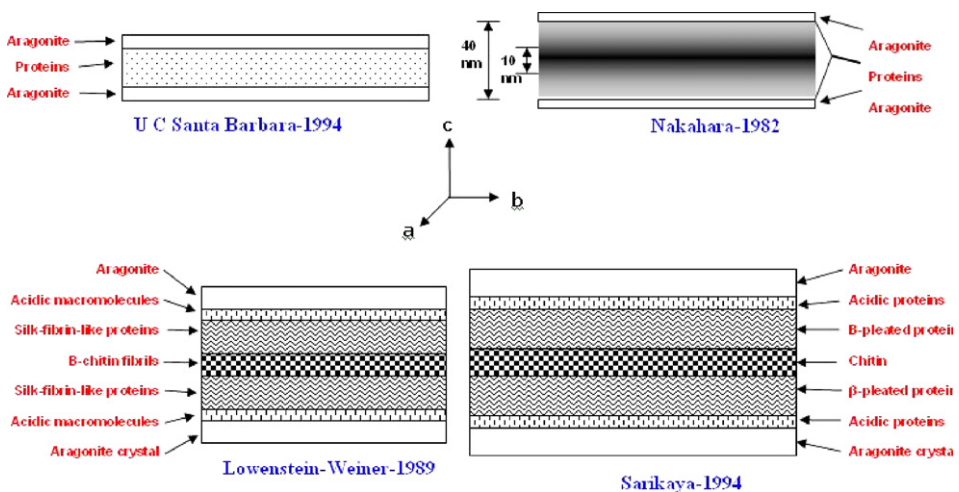 Aragonite
Proteins
Aragonite
U C Santa Barbara-1994
40
nm
10
nm
Aragonite
Proteins
Aragonite
Nakahara-1982
c
b
a
Aragonite
Acidic macromolecules
Silk-fibrin-like proteins
B-chitin fibrils
Silk-fibrin-like proteins
Acidic macromolecules
Aragonite crystal
Lowenstein-Weiner-1989
Aragonite
Acidic proteins
B-pleated protein
Chitin
β-pleated protein
Acidic proteins
Aragonite crystal
Sarikaya-1994